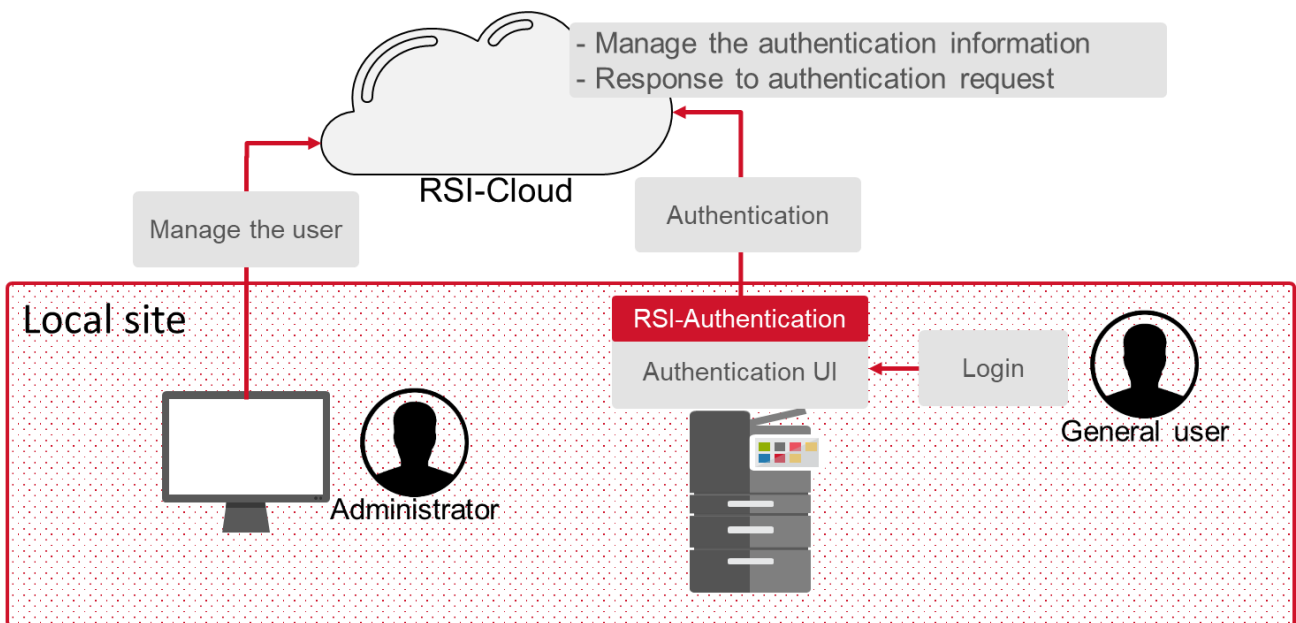 - Manage the authentication information
- Response to authentication request
RSI-Cloud
Manage the user
Authentication
Local site
RSI-Authentication
Authentication UI
Login
General user
Administrator